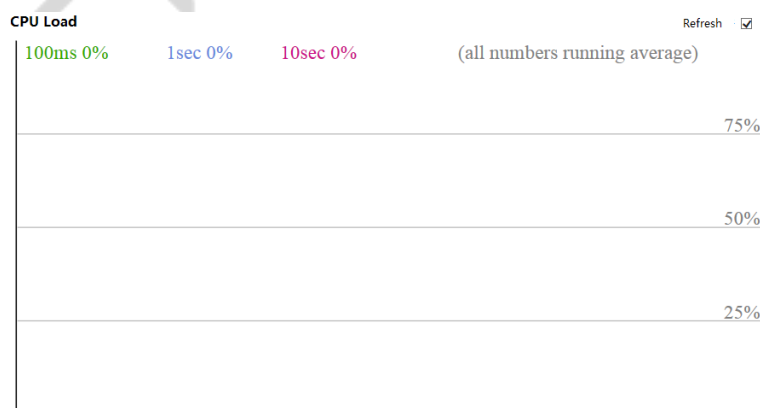 CPU Load
Refresh
100ms 0% 1sec 0% 10sec 0% (all numbers running average)
75%
50%
25%